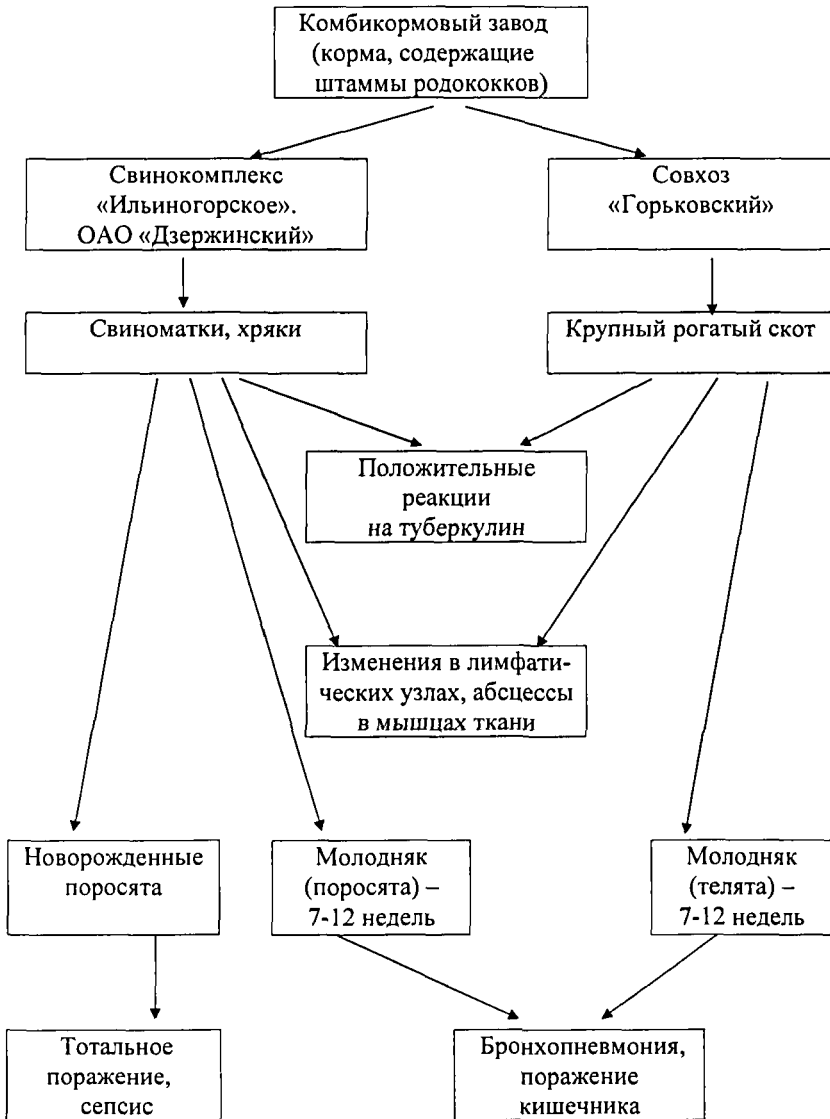 Комбикормовый завод
(корма, содержащие
штаммы родококков)
Свинокомплекс
«Ильиногорское».
ОАО «Дзержинский»
Совхоз
«Горьковский»
Свиноматки, хряки
Крупный рогатый скот
Положительные
реакции
на туберкулин
Изменения в лимфати-
ческих узлах, абсцессы
в мышцах ткани
Новорожденные
поросята
Молодняк
(поросята) –
7-12 недель
Молодняк
(телята) –
7-12 недель
Тотальное
поражение,
сепсис
Бронхопневмония,
поражение
кишечника